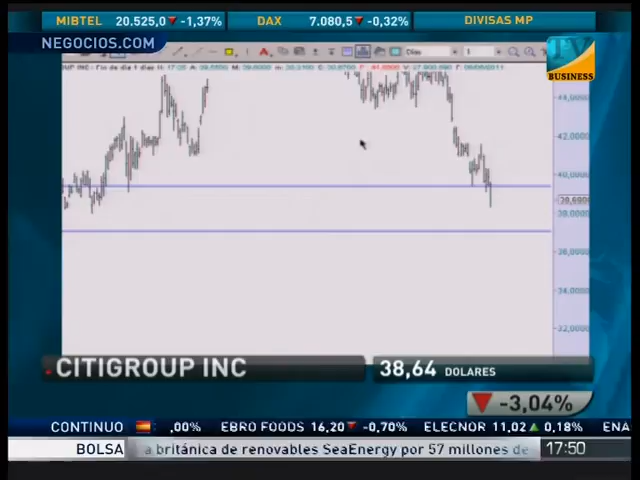 MIBTEL 20.525,0 -1,37% DAX 7.080,5 -0,32% DIVISAS MP
NEGOCIOS.COM
TV
BUSINESS
44,0000
42,0000
40,0000
38,0000
36,0000
34,0000
32,0000
CITIGROUP INC 38,64 DOLARES
-3,04%
CONTINUO ,00% EBRO FOODS 16,20 -0,70% ELECNOR 11,02 0,18% ENA
BOLSA a británica de renovables SeaEnergy por 57 millones de 17:50